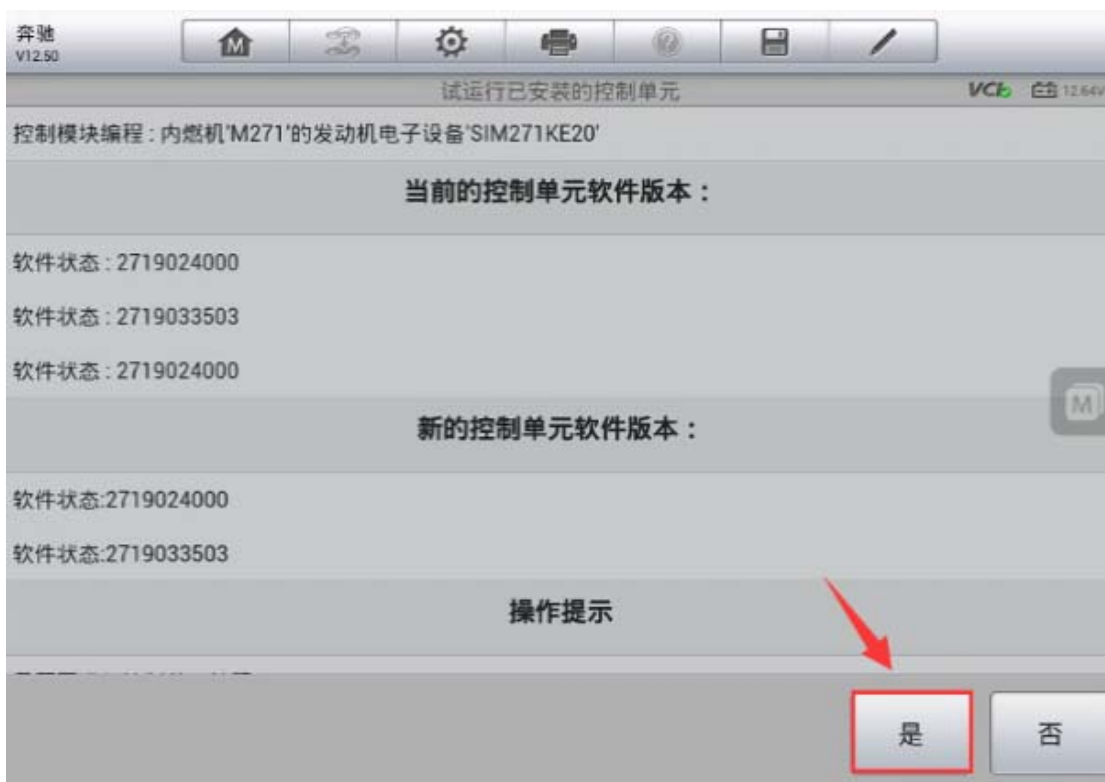 奔驰
V12.50
M
试运行已安装的控制单元
VCI
12.64V
控制模块编程 : 内燃机'M271'的发动机电子设备'SIM271KE20'
当前的控制单元软件版本：
软件状态 : 2719024000
软件状态 : 2719033503
软件状态 : 2719024000
M
新的控制单元软件版本：
软件状态:2719024000
软件状态:2719033503
操作提示
是
否